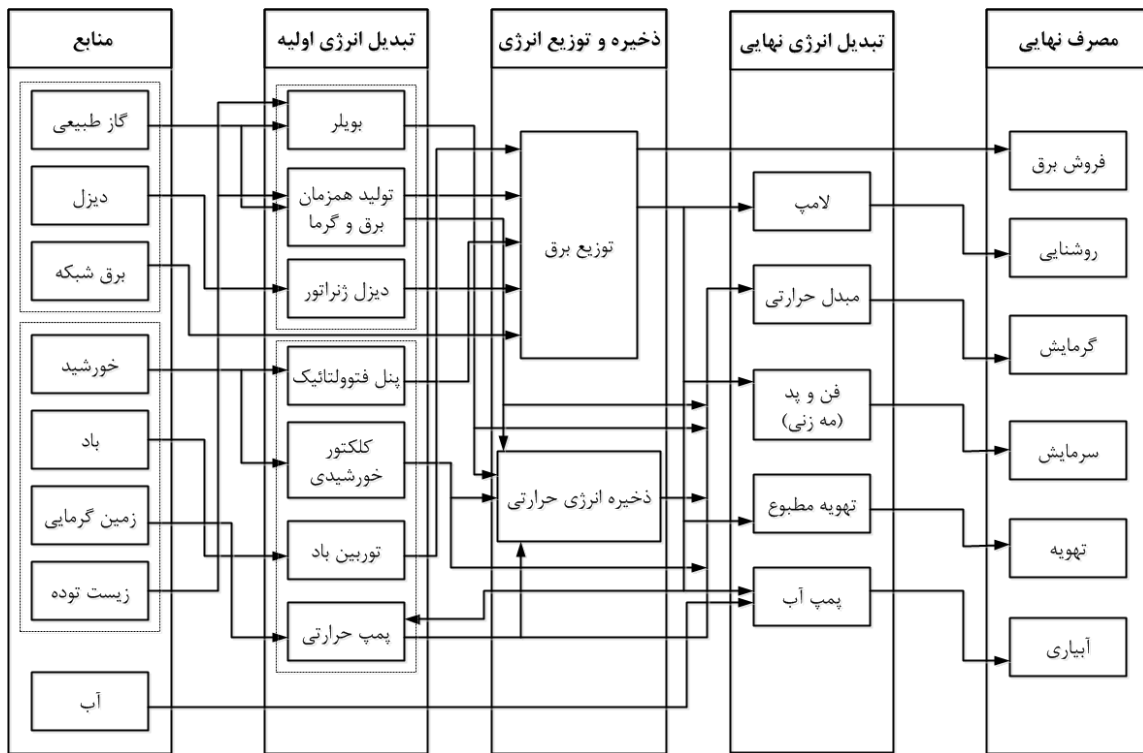 منابع
گاز طبیعی
دیزل
برق شبکه
خورشید
باد
زمین گرمایی
زیست توده
آب
تبدیل انرژی اولیه
بویلر
تولید همزمان
برق و گرما
دیزل ژنراتور
پنل فتوولتائیک
کلکتور
خورشیدی
توربین باد
پمپ حرارتی
ذخیره و توزیع انرژی
توزیع برق
ذخیره انرژی حرارتی
تبدیل انرژی نهایی
لامپ
مبدل حرارتی
فن و پد
(مه زنی)
تهویه مطبوع
پمپ آب
مصرف نهایی
فروش برق
روشنایی
گرمایش
سرمایش
تهویه
آبیاری